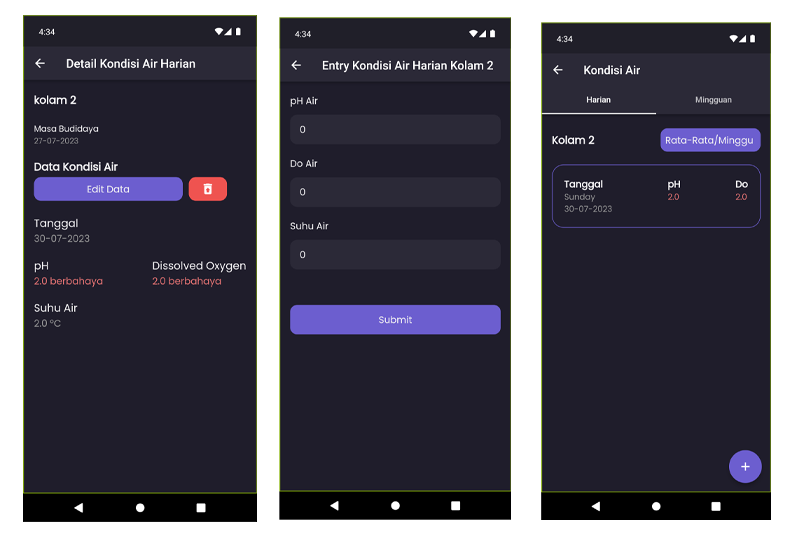 4:34
Detail Kondisi Air Harian
kolam 2
Masa Budidaya
27-07-2023
Data Kondisi Air
Edit Data
Tanggal
30-07-2023
pH Dissolved Oxygen
2.0 berbahaya 2.0 berbahaya
Suhu Air
2.0 °C
4:34
Entry Kondisi Air Harian Kolam 2
pH Air
0
Do Air
0
Suhu Air
0
Submit
4:34
Kondisi Air
Harian Mingguan
Kolam 2 Rata-Rata/Minggu
Tanggal pH Do
Sunday 2.0 2.0
30-07-2023
+